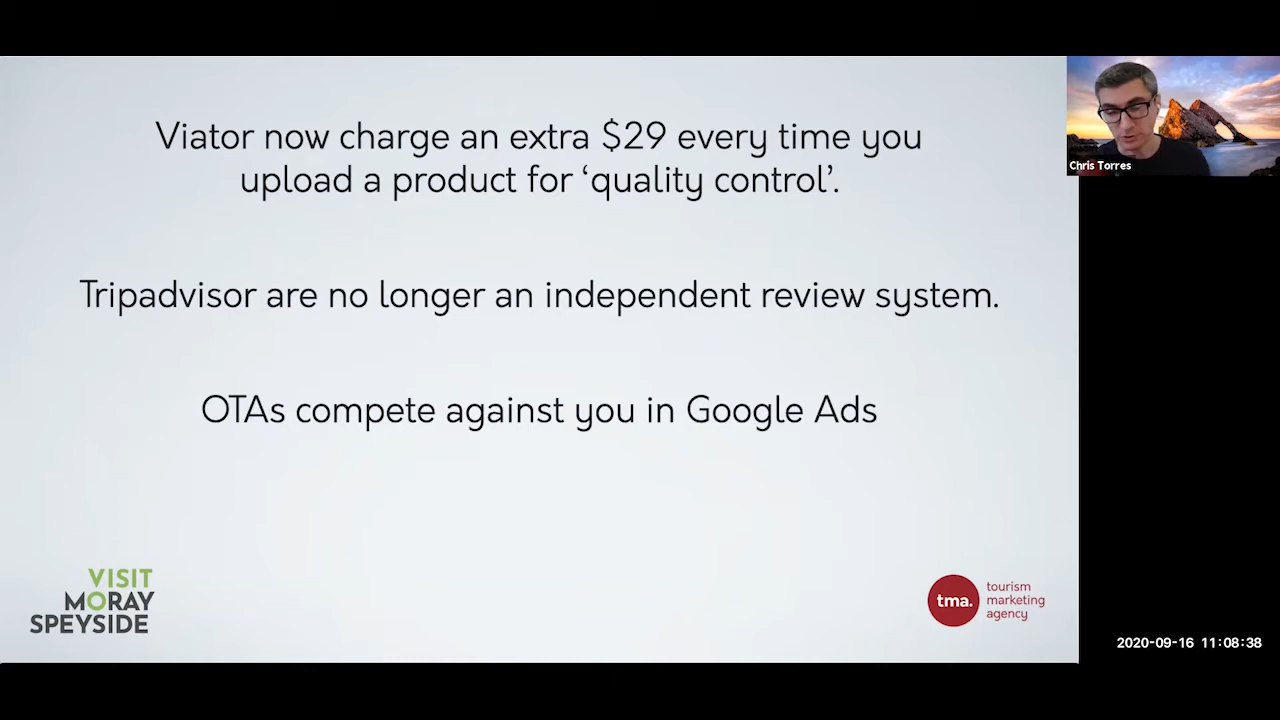 Viator now charge an extra $29 every time you
upload a product for ‘quality control’.
Tripadvisor are no longer an independent review system.
OTAs compete against you in Google Ads
VISIT
MORAY
SPEYSIDE
tma.
tourism
marketing
agency
Chris Torres
2020-09-16 11:08:38